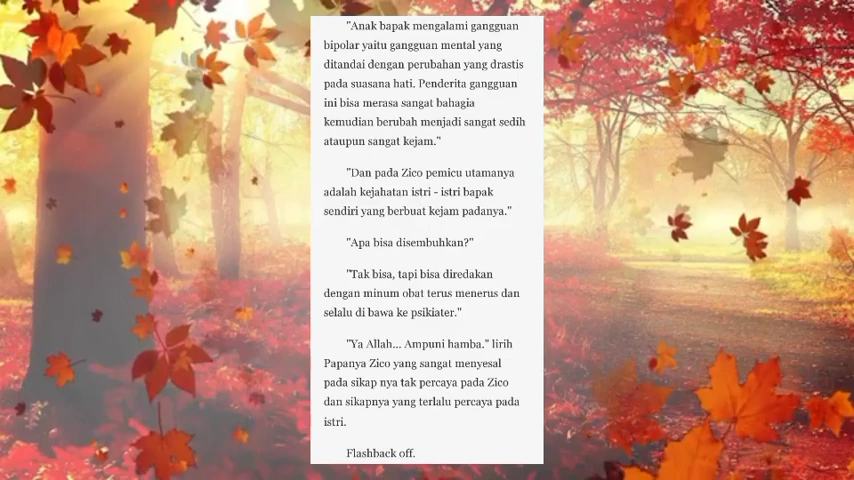 "Anak bapak mengalami gangguan
bipolar yaitu gangguan mental yang
ditandai dengan perubahan yang drastis
pada suasana hati. Penderita gangguan
ini bisa merasa sangat bahagia
kemudian berubah menjadi sangat sedih
ataupun sangat kejam."
"Dan pada Zico pemicu utamanya
adalah kejahatan istri - istri bapak
sendiri yang berbuat kejam padanya."
"Apa bisa disembuhkan?"
"Tak bisa, tapi bisa diredakan
dengan minum obat terus menerus dan
selalu di bawa ke psikiater."
"Ya Allah... Ampuni hamba." lirih
Papanya Zico yang sangat menyesal
pada sikap nya tak percaya pada Zico
dan sikapnya yang terlalu percaya pada
istri.
Flashback off.